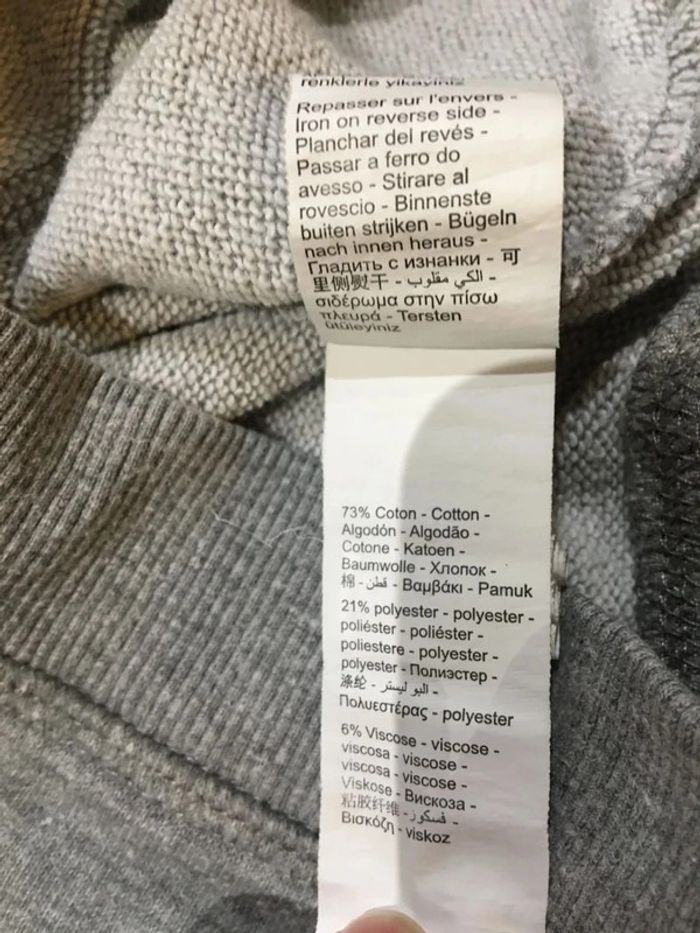 renklerle yıkayınız
Repasser sur l'envers -
Iron on reverse side -
Planchar del revés -
Passar a ferro do
avesso - Stirare al
rovescio - Binnenste
buiten strijken - Bügeln
nach innen heraus -
Гладить с изнанки - 可
里侧熨干 - الكي مقلوب -
σιδέρωμα στην πίσω
πλευρά - Tersten
ütüleyiniz
73% Coton - Cotton -
Algodón - Algodão -
Cotone - Katoen -
Baumwolle - Хлопок -
棉 - قطن - Βαμβάκι - Pamuk
21% polyester - polyester -
poliéster - poliéster -
poliestere - polyester -
polyester - Полиэстер -
涤纶 - البوليستر -
Πολυεστέρας - polyester
6% Viscose - viscose -
viscosa - viscose -
viscosa - viscose -
Viskose - Вискоза -
粘胶纤维 - فسكوز -
Βισκόζη - viskoz